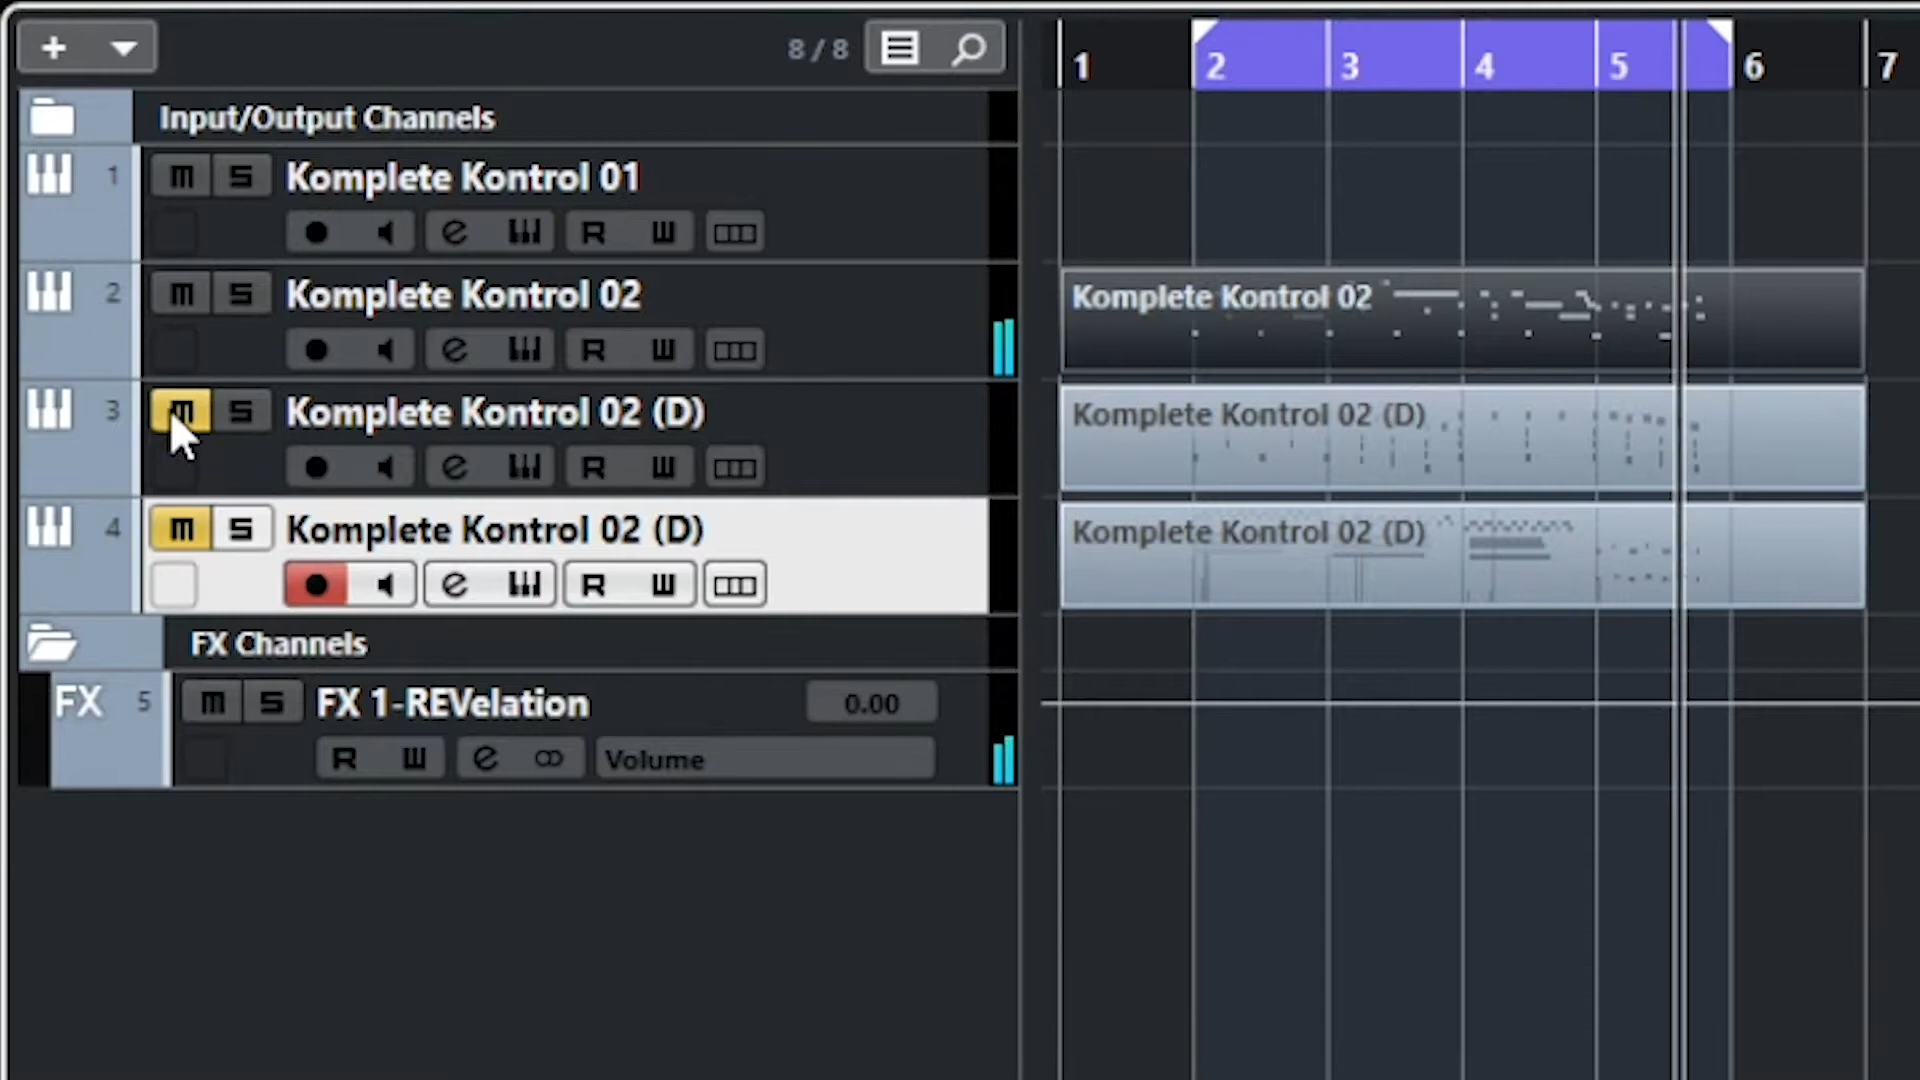 8 / 8
1 2 3 4 5 6 7
Input/Output Channels
1 m S Komplete Kontrol 01
e R W
2 m S Komplete Kontrol 02
e R W
Komplete Kontrol 02
3 m S Komplete Kontrol 02 (D)
e R W
Komplete Kontrol 02 (D)
4 m S Komplete Kontrol 02 (D)
e R W
Komplete Kontrol 02 (D)
FX Channels
FX 5 m S FX 1-REVelation 0.00
R W e Volume